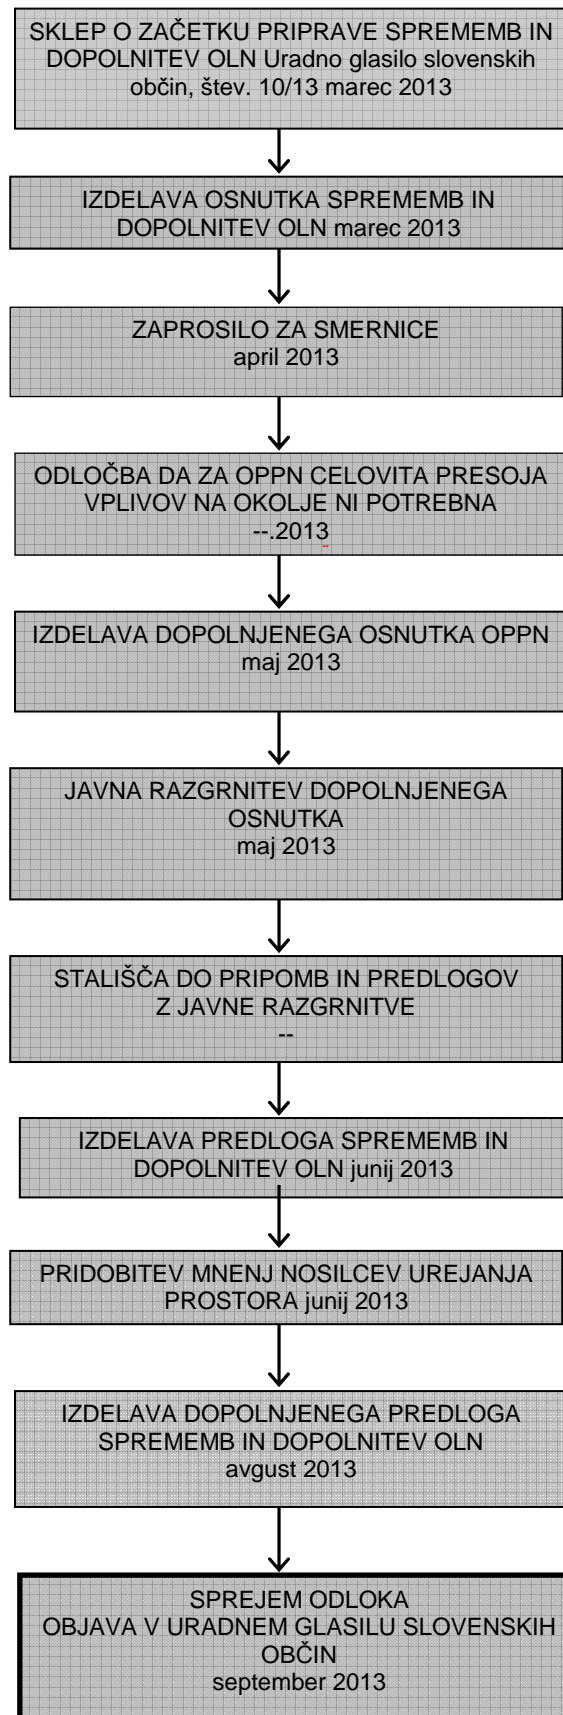 SKLEP O ZAČETKU PRIPRAVE SPREMEMB IN
DOPOLNITEV OLN Uradno glasilo slovenskih
občin, štev. 10/13 marec 2013
IZDELAVA OSNUTKA SPREMEMB IN
DOPOLNITEV OLN marec 2013
ZAPROSILO ZA SMERNICE
april 2013
ODLOČBA DA ZA OPPN CELOVITA PRESOJA
VPLIVOV NA OKOLJE NI POTREBNA
--.2013
IZDELAVA DOPOLNJENEGA OSNUTKA OPPN
maj 2013
JAVNA RAZGRNITEV DOPOLNJENEGA
OSNUTKA
maj 2013
STALIŠČA DO PRIPOMB IN PREDLOGOV
Z JAVNE RAZGRNITVE
--
IZDELAVA PREDLOGA SPREMEMB IN
DOPOLNITEV OLN junij 2013
PRIDOBITEV MNENJ NOSILCEV UREJANJA
PROSTORA junij 2013
IZDELAVA DOPOLNJENEGA PREDLOGA
SPREMEMB IN DOPOLNITEV OLN
avgust 2013
SPREJEM ODLOKA
OBJAVA V URADNEM GLASILU SLOVENSKIH
OBČIN
september 2013